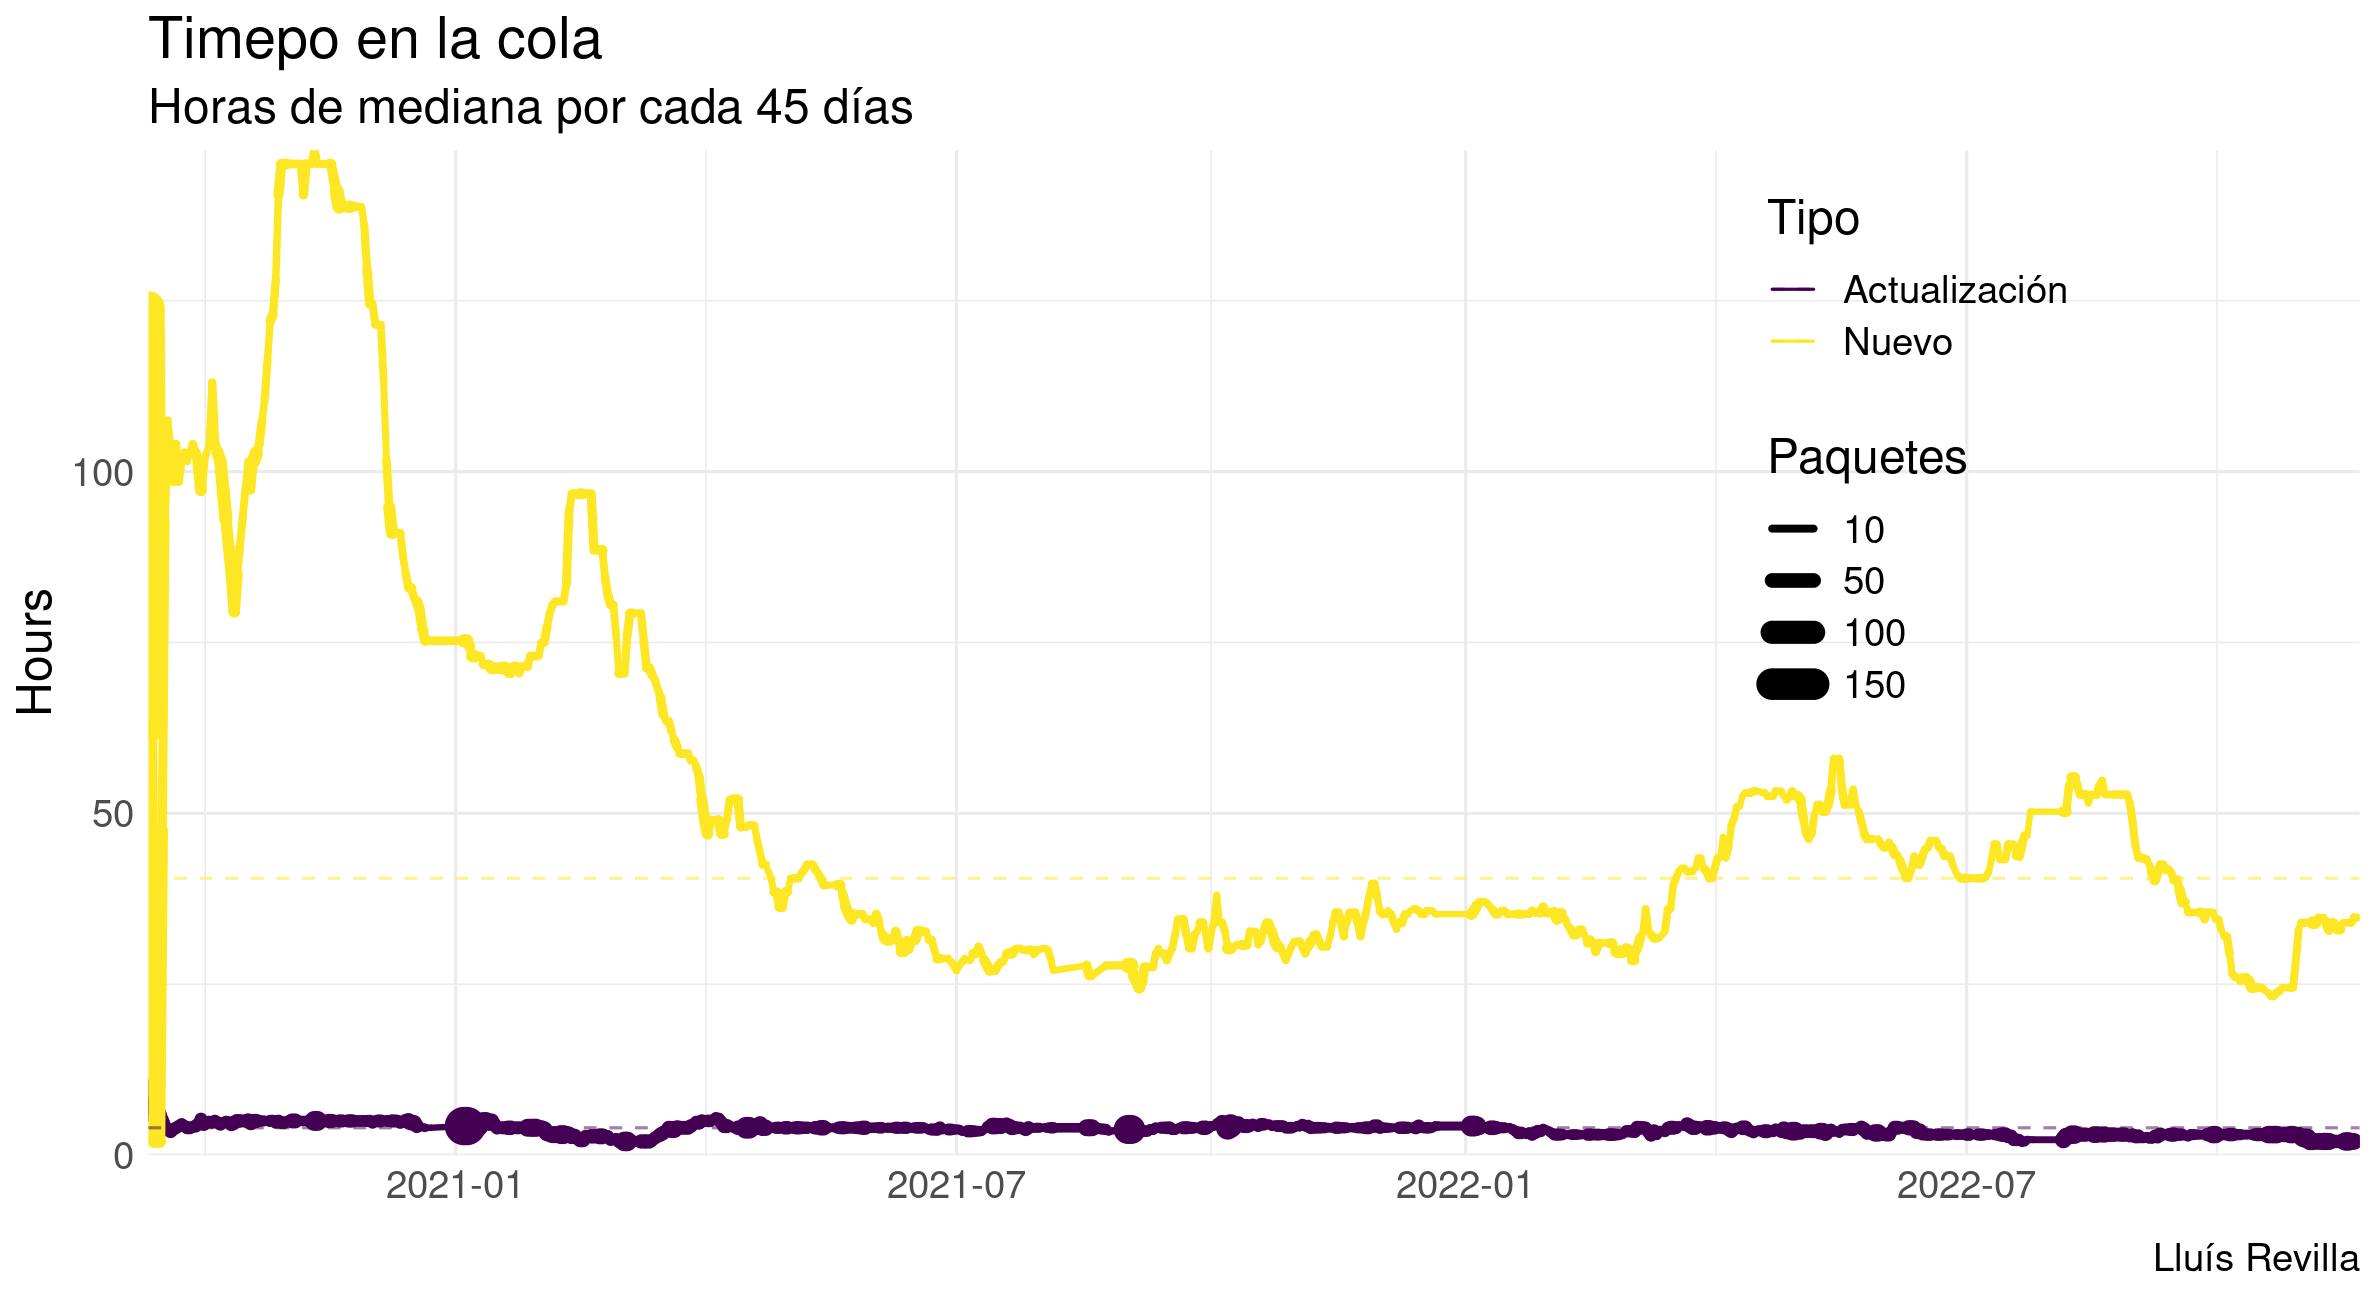 Timepo en la cola
Horas de mediana por cada 45 días
Tipo
Actualización
Nuevo
Paquetes
10
50
100
150
Hours
100
50
0
2021-01
2021-07
2022-01
2022-07
Lluís Revilla